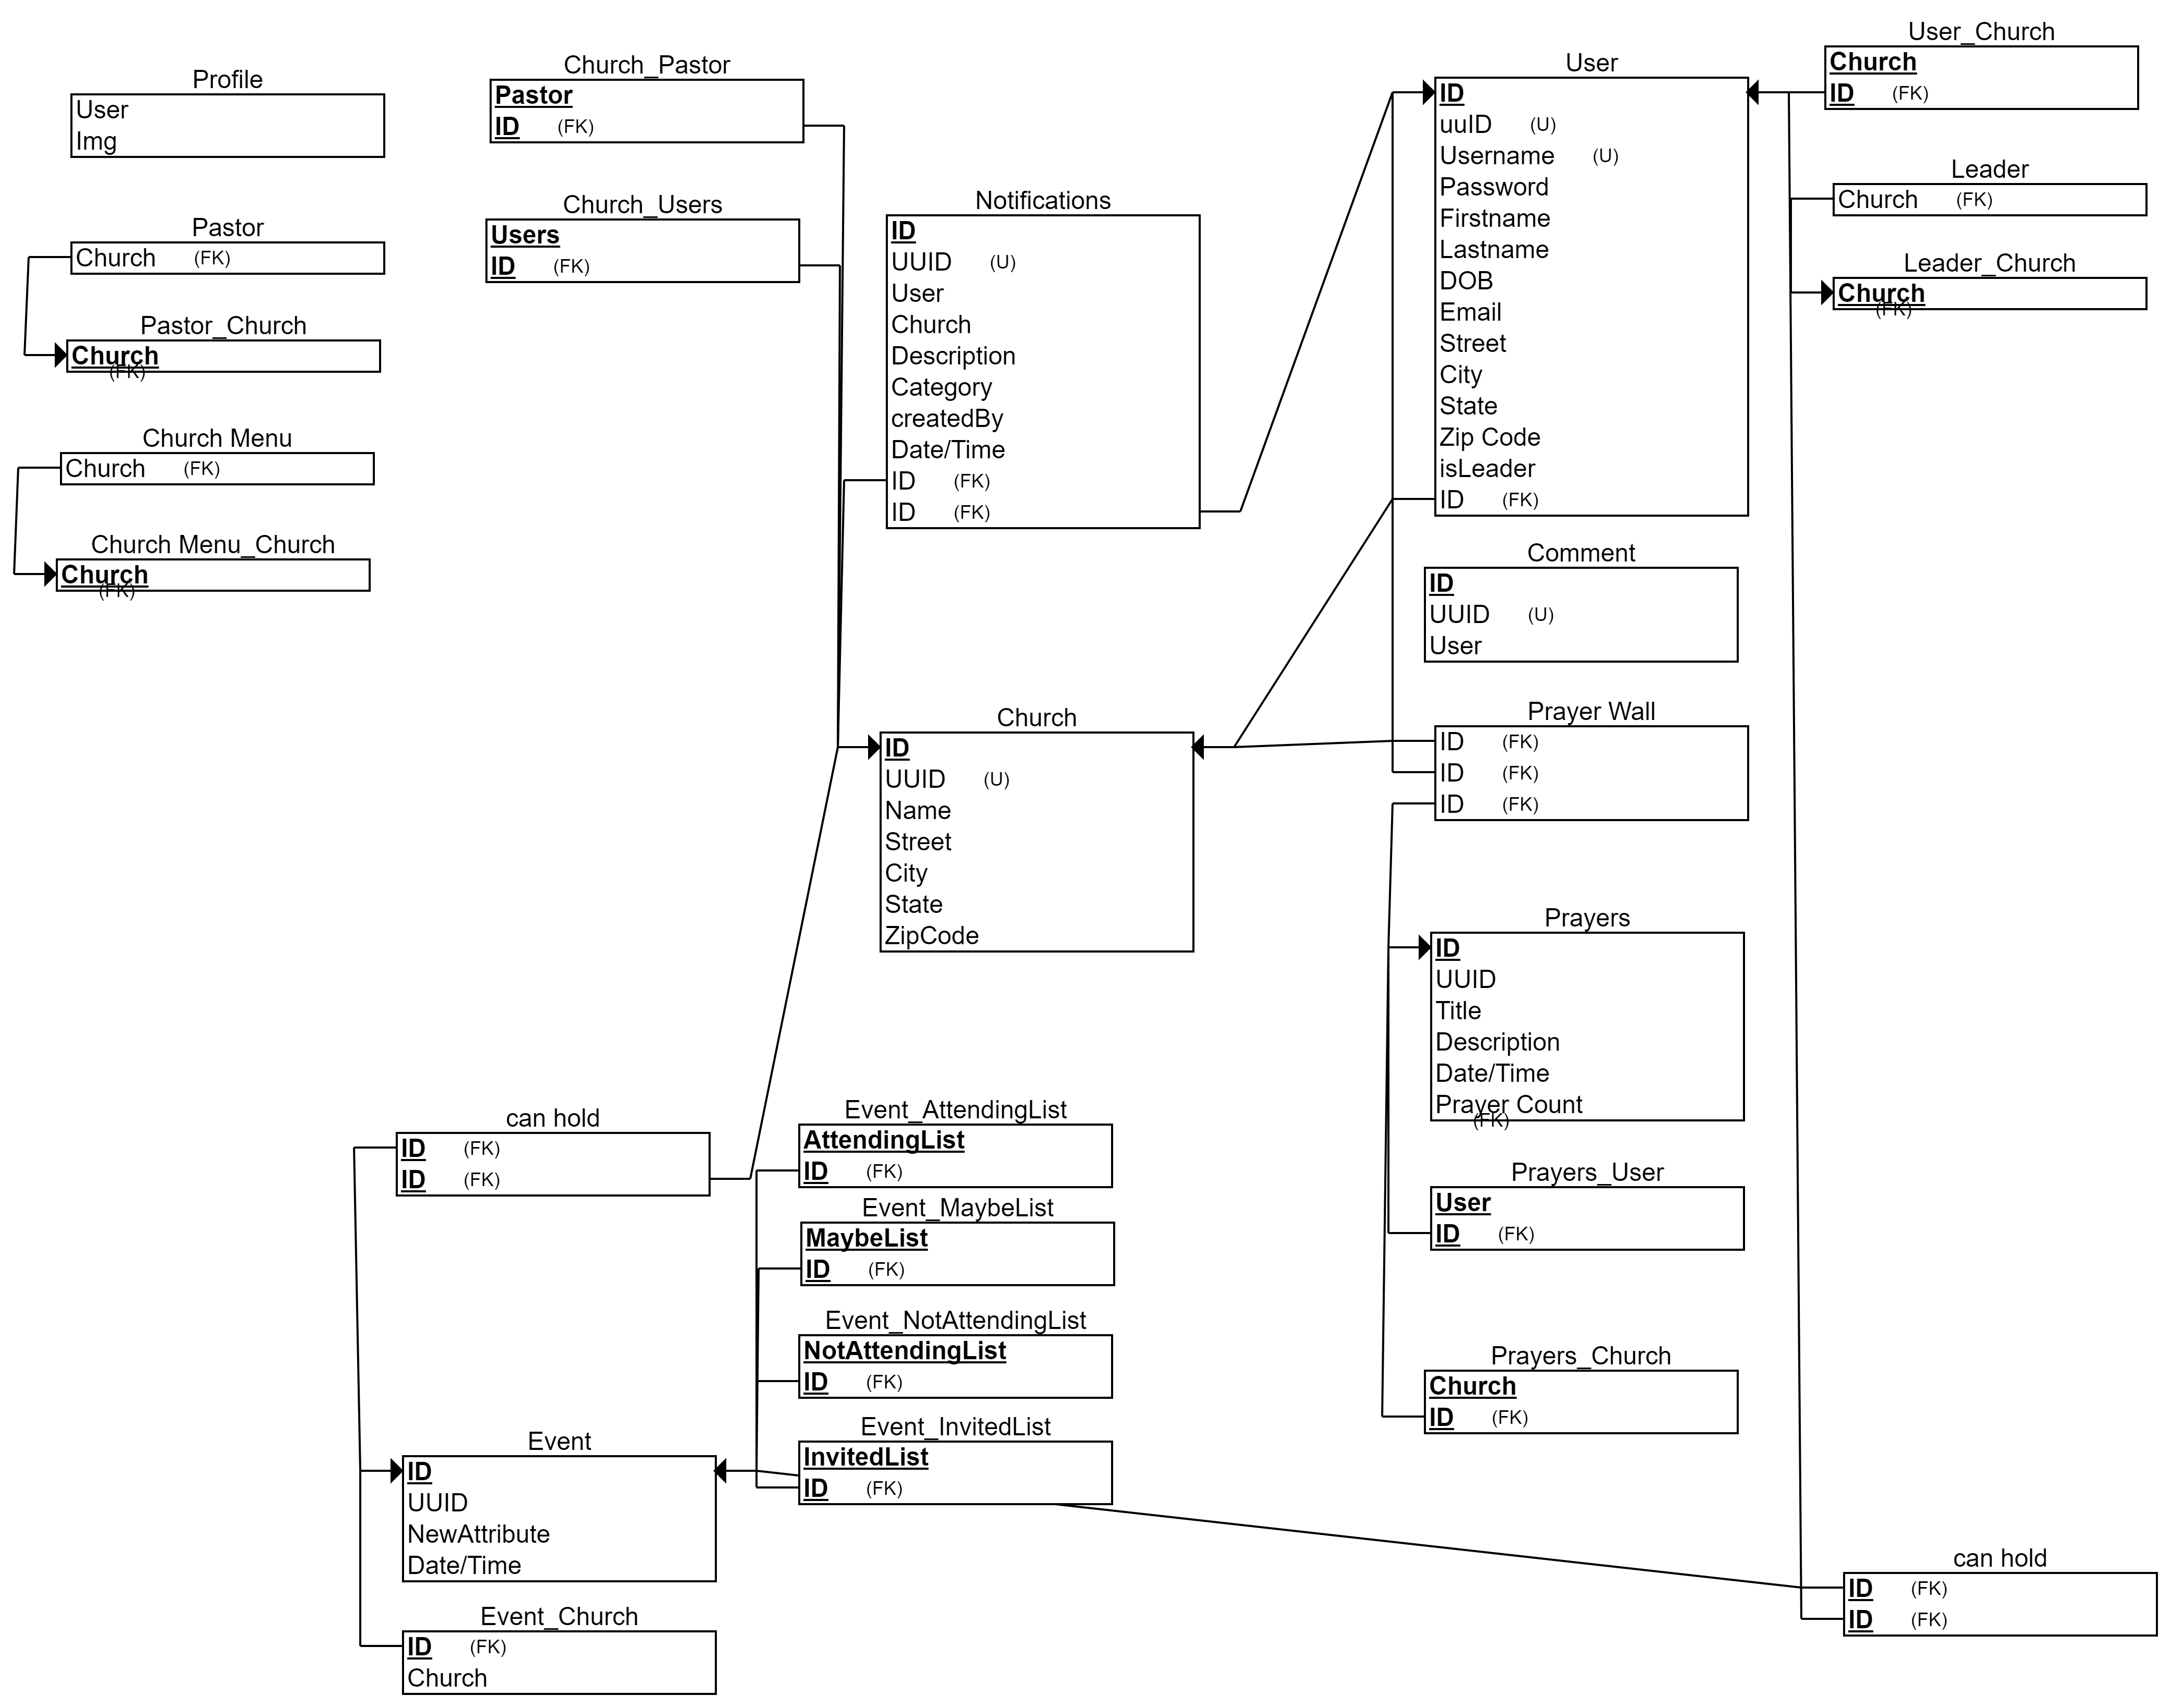 Profile
User
Img
Pastor
Church (FK)
Pastor_Church
Church
(FK)
Church Menu
Church (FK)
Church Menu_Church
Church
(FK)
Church_Pastor
Pastor
ID (FK)
Church_Users
Users
ID (FK)
Notifications
ID
UUID (U)
User
Church
Description
Category
createdBy
Date/Time
ID (FK)
ID (FK)
User
ID
uuID (U)
Username (U)
Password
Firstname
Lastname
DOB
Email
Street
City
State
Zip Code
isLeader
ID (FK)
User_Church
Church
ID (FK)
Leader
Church (FK)
Leader_Church
Church
(FK)
Comment
ID
UUID (U)
User
Church
ID
UUID (U)
Name
Street
City
State
ZipCode
Prayer Wall
ID (FK)
ID (FK)
ID (FK)
Prayers
ID
UUID
Title
Description
Date/Time
Prayer Count
(FK)
Prayers_User
User
ID (FK)
Prayers_Church
Church
ID (FK)
can hold
ID (FK)
ID (FK)
Event_AttendingList
AttendingList
ID (FK)
Event_MaybeList
MaybeList
ID (FK)
Event_NotAttendingList
NotAttendingList
ID (FK)
Event_InvitedList
InvitedList
ID (FK)
Event
ID
UUID
NewAttribute
Date/Time
Event_Church
ID (FK)
Church
can hold
ID (FK)
ID (FK)